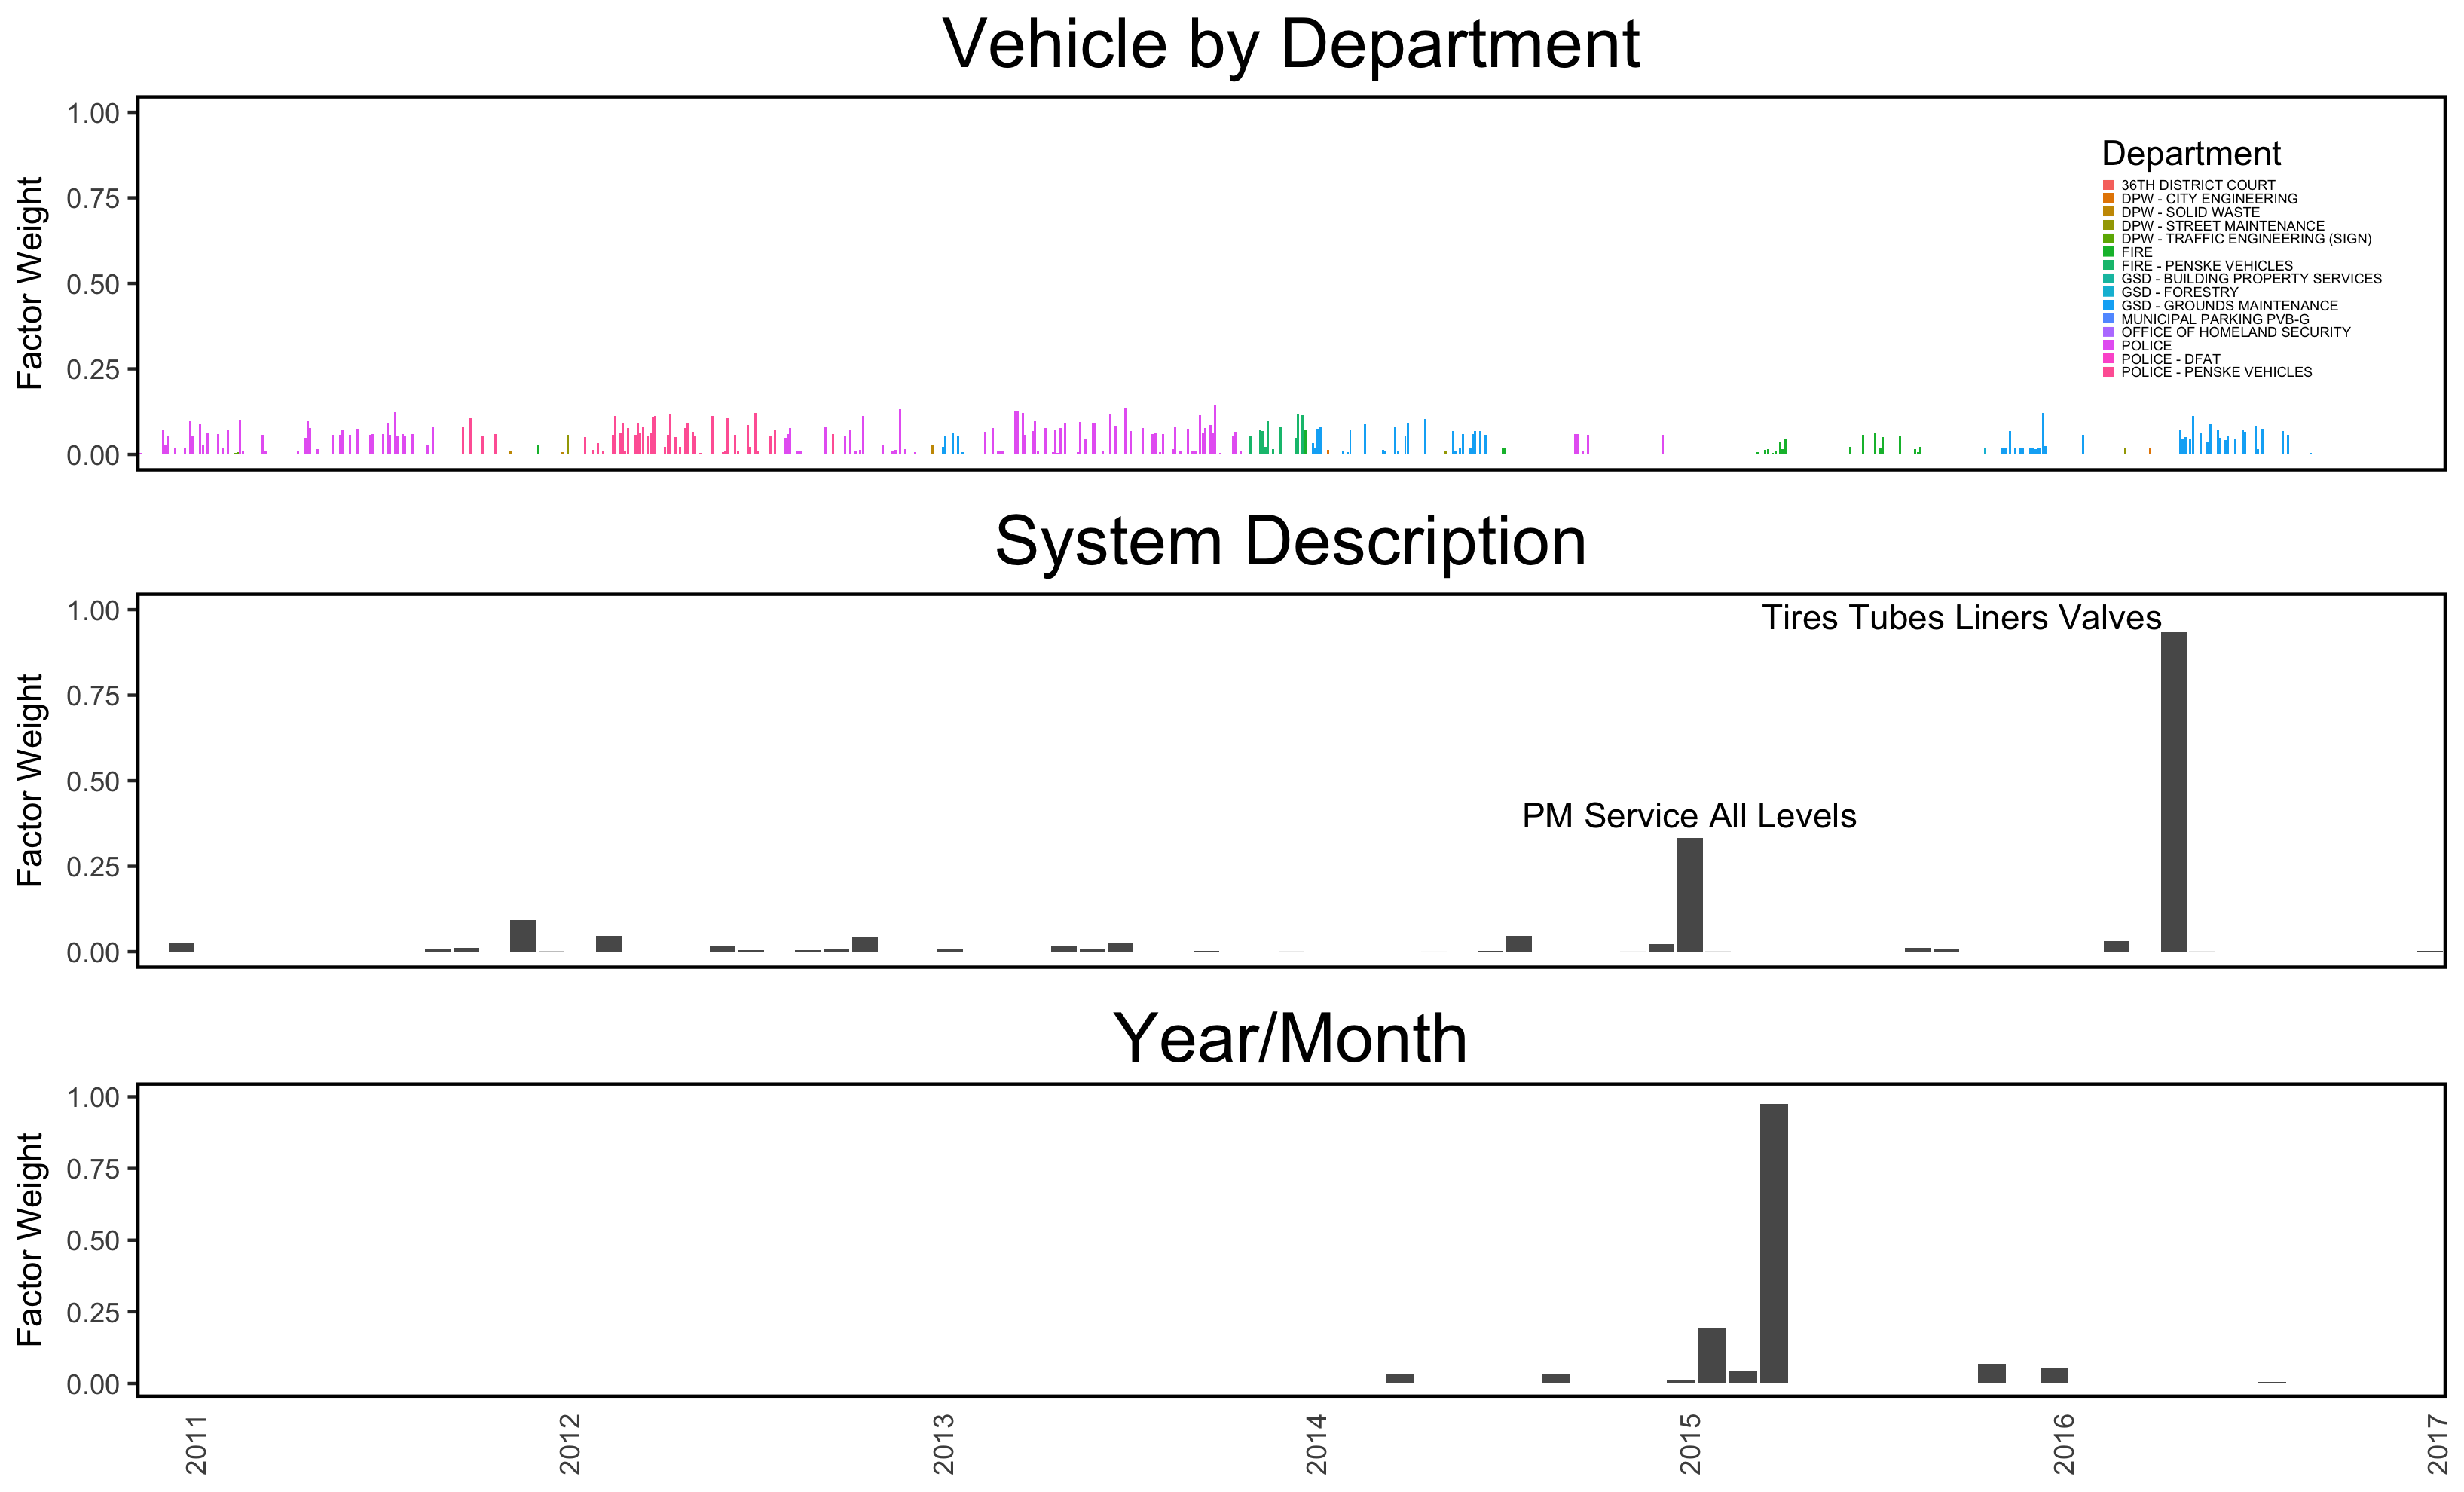 Vehicle by Department
Factor Weight
1.00
0.75
0.50
0.25
0.00
Department
36TH DISTRICT COURT
DPW - CITY ENGINEERING
DPW - SOLID WASTE
DPW - STREET MAINTENANCE
DPW - TRAFFIC ENGINEERING (SIGN)
FIRE
FIRE - PENSKE VEHICLES
GSD - BUILDING PROPERTY SERVICES
GSD - FORESTRY
GSD - GROUNDS MAINTENANCE
MUNICIPAL PARKING PVB-G
OFFICE OF HOMELAND SECURITY
POLICE
POLICE - DFAT
POLICE - PENSKE VEHICLES
System Description
Factor Weight
1.00
0.75
0.50
0.25
0.00
Tires Tubes Liners Valves
PM Service All Levels
Year/Month
Factor Weight
1.00
0.75
0.50
0.25
0.00
2011
2012
2013
2014
2015
2016
2017